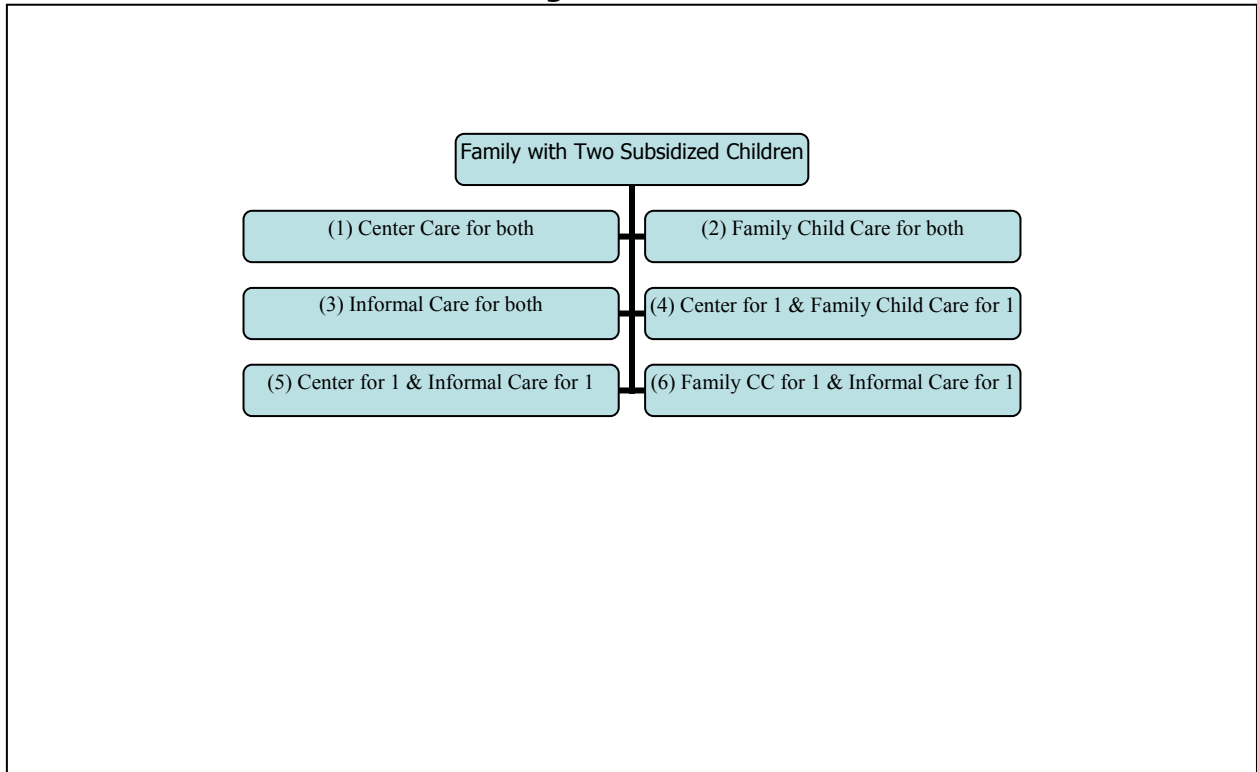 Family with Two Subsidized Children
(1) Center Care for both
(2) Family Child Care for both
(3) Informal Care for both
(4) Center for 1 & Family Child Care for 1
(5) Center for 1 & Informal Care for 1
(6) Family CC for 1 & Informal Care for 1